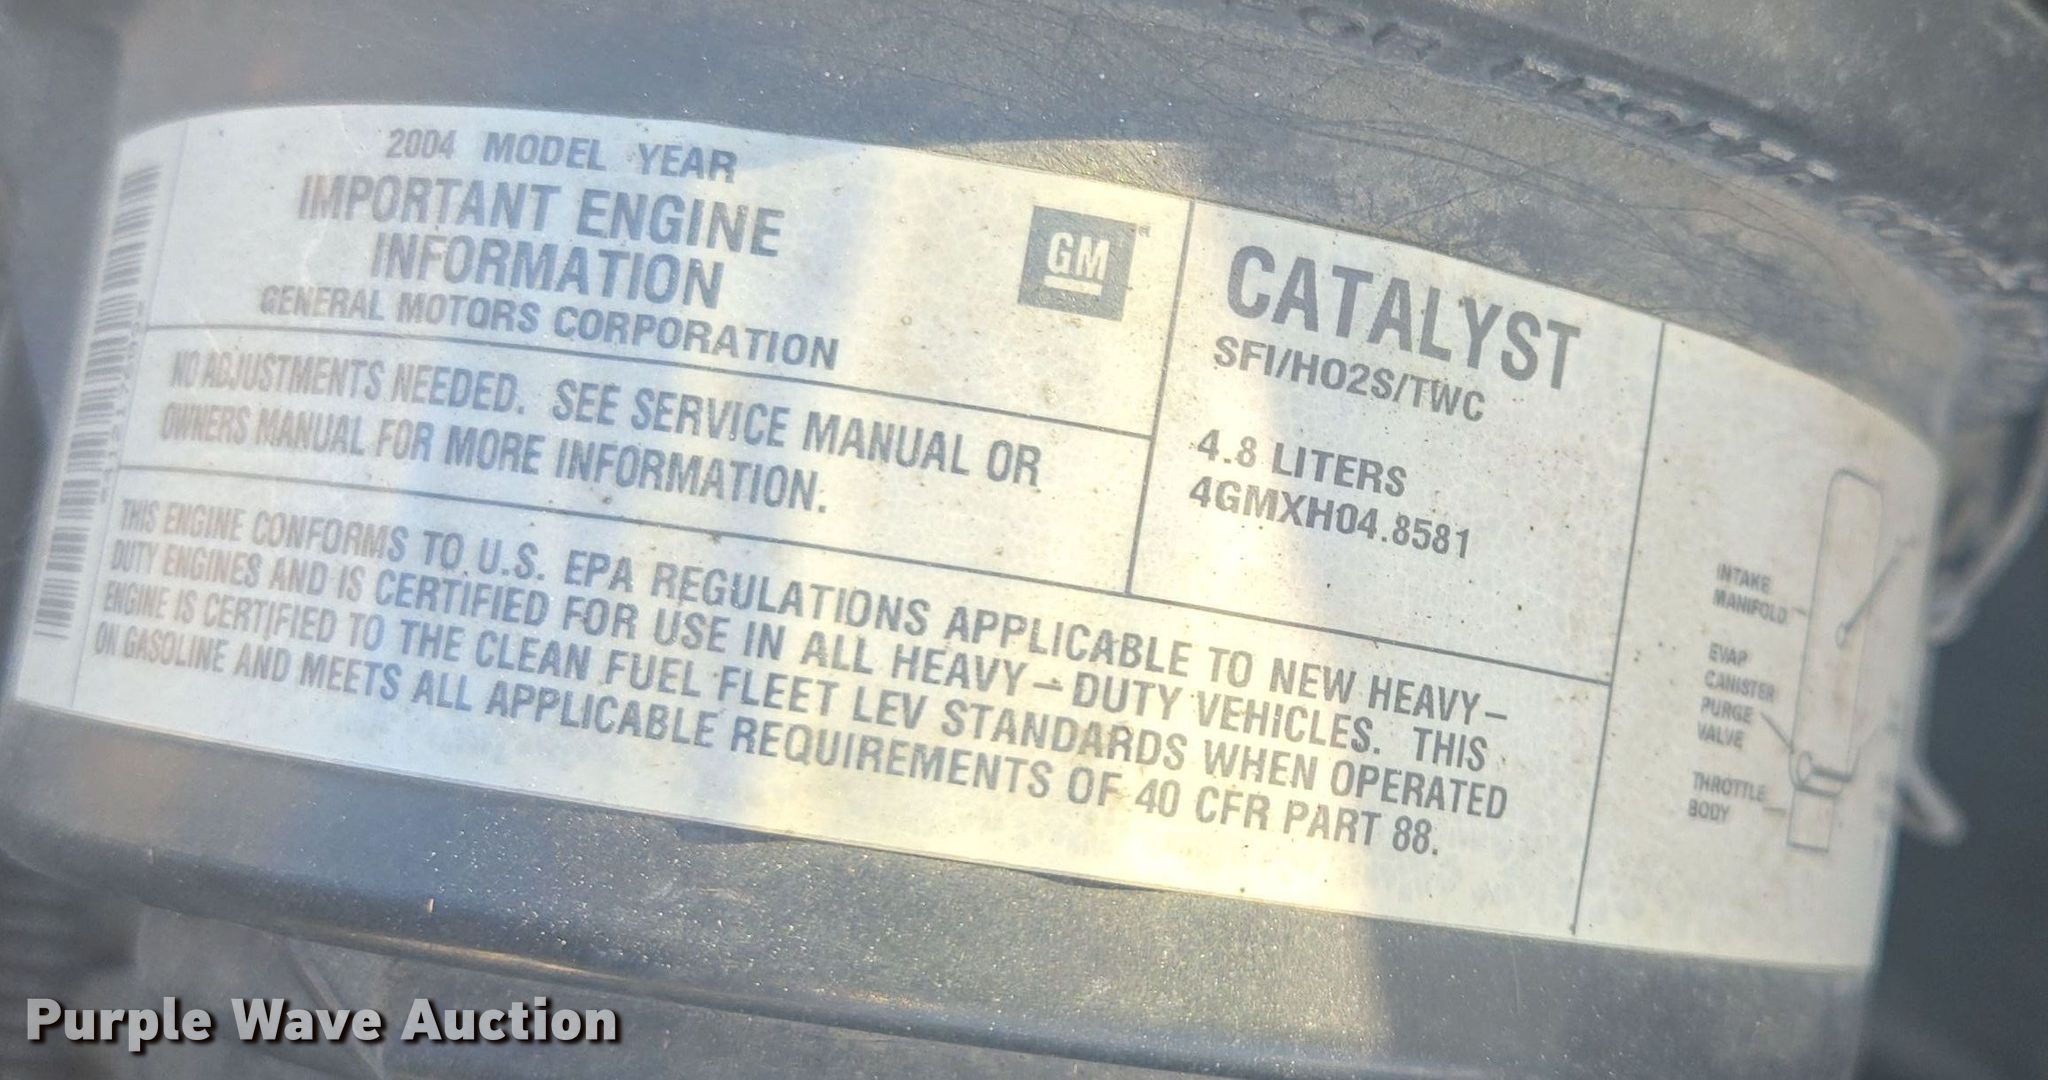 2004 MODEL YEAR
IMPORTANT ENGINE
INFORMATION
GENERAL MOTORS CORPORATION
GM
NO ADJUSTMENTS NEEDED. SEE SERVICE MANUAL OR
OWNERS MANUAL FOR MORE INFORMATION.
CATALYST
SFI/HO2S/TWC
4.8 LITERS
4GMXH04.8581
THIS ENGINE CONFORMS TO U.S. EPA REGULATIONS APPLICABLE TO NEW HEAVY-
DUTY ENGINES AND IS CERTIFIED FOR USE IN ALL HEAVY-DUTY VEHICLES. THIS
ENGINE IS CERTIFIED TO THE CLEAN FUEL FLEET LEV STANDARDS WHEN OPERATED
ON GASOLINE AND MEETS ALL APPLICABLE REQUIREMENTS OF 40 CFR PART 88.
INTAKE
MANIFOLD
EVAP
CANISTER
PURGE
VALVE
THROTTLE
BODY
Purple Wave Auction